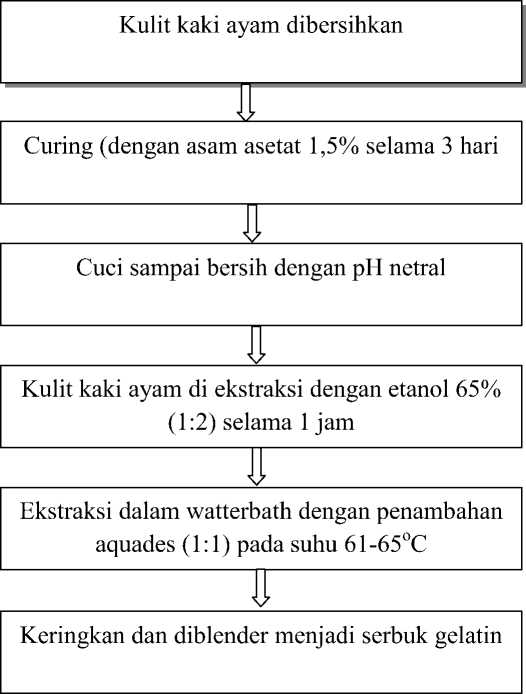 Kulit kaki ayam dibersihkan
Curing (dengan asam asetat 1,5% selama 3 hari
Cuci sampai bersih dengan pH netral
Kulit kaki ayam di ekstraksi dengan etanol 65%
(1:2) selama 1 jam
Ekstraksi dalam watterbath dengan penambahan
aquades (1:1) pada suhu 61-65°C
Keringkan dan diblender menjadi serbuk gelatin